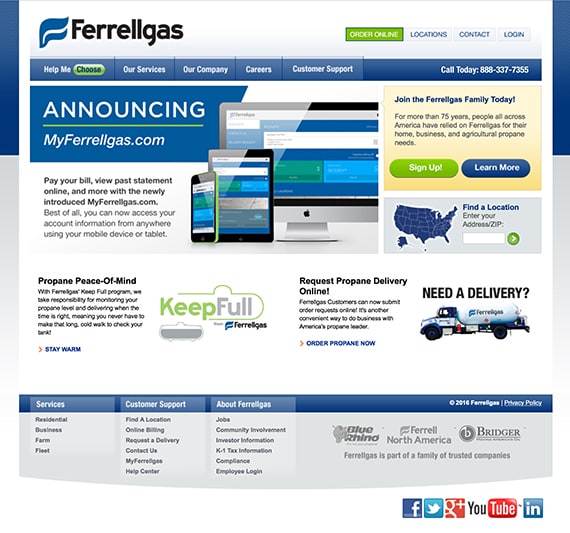 Ferrellgas
ORDER ONLINE
LOCATIONS
CONTACT
LOGIN
Help Me Choose
Our Services
Our Company
Careers
Customer Support
Call Today: 888-337-7355
ANNOUNCING
MyFerrellgas.com
Pay your bill, view past statement
online, and more with the newly
introduced MyFerrellgas.com.
Best of all, you can now access your
account information from anywhere
using your mobile device or tablet.
Join the Ferrellgas Family Today!
For more than 75 years, people all across
America have relied on Ferrellgas for their
home, business, and agricultural propane
needs.
Sign Up!
Learn More
Find a Location
Enter your
Address/ZIP:
Propane Peace-Of-Mind
With Ferrellgas' Keep Full program, we
take responsibility for monitoring your
propane level and delivering when the
time is right, meaning you never have to
make that long, cold walk to check your
tank!
STAY WARM
KeepFull
from Ferrellgas
Request Propane Delivery
Online!
Ferrellgas Customers can now submit
order requests online! It's another
convenient way to do business with
America's propane leader.
ORDER PROPANE NOW
NEED A DELIVERY?
Ferrellgas
Services
Residential
Business
Farm
Fleet
Customer Support
Find A Location
Online Billing
Request a Delivery
Contact Us
MyFerrellgas
Help Center
About Ferrellgas
Jobs
Community Involvement
Investor Information
K-1 Tax Information
Compliance
Employee Login
© 2016 Ferrellgas | Privacy Policy
Blue
Rhino
Ferrell
North America
BRIDGER
Ferrellgas is part of a family of trusted companies
You Tube
in